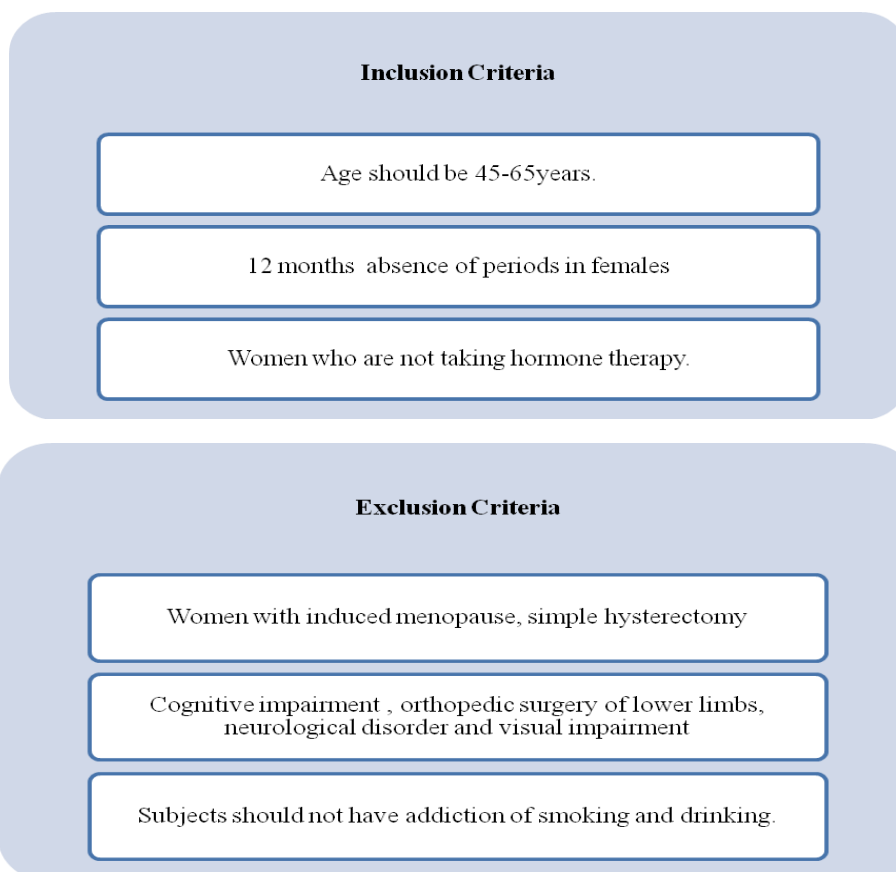 Inclusion Criteria
Age should be 45-65years.
12 months  absence of periods in females
Women who are not taking hormone therapy.
Exclusion Criteria
Women with induced menopause, simple hysterectomy
Cognitive impairment , orthopedic surgery of lower limbs,
neurological disorder and visual impairment
Subjects should not have addiction of smoking and drinking.